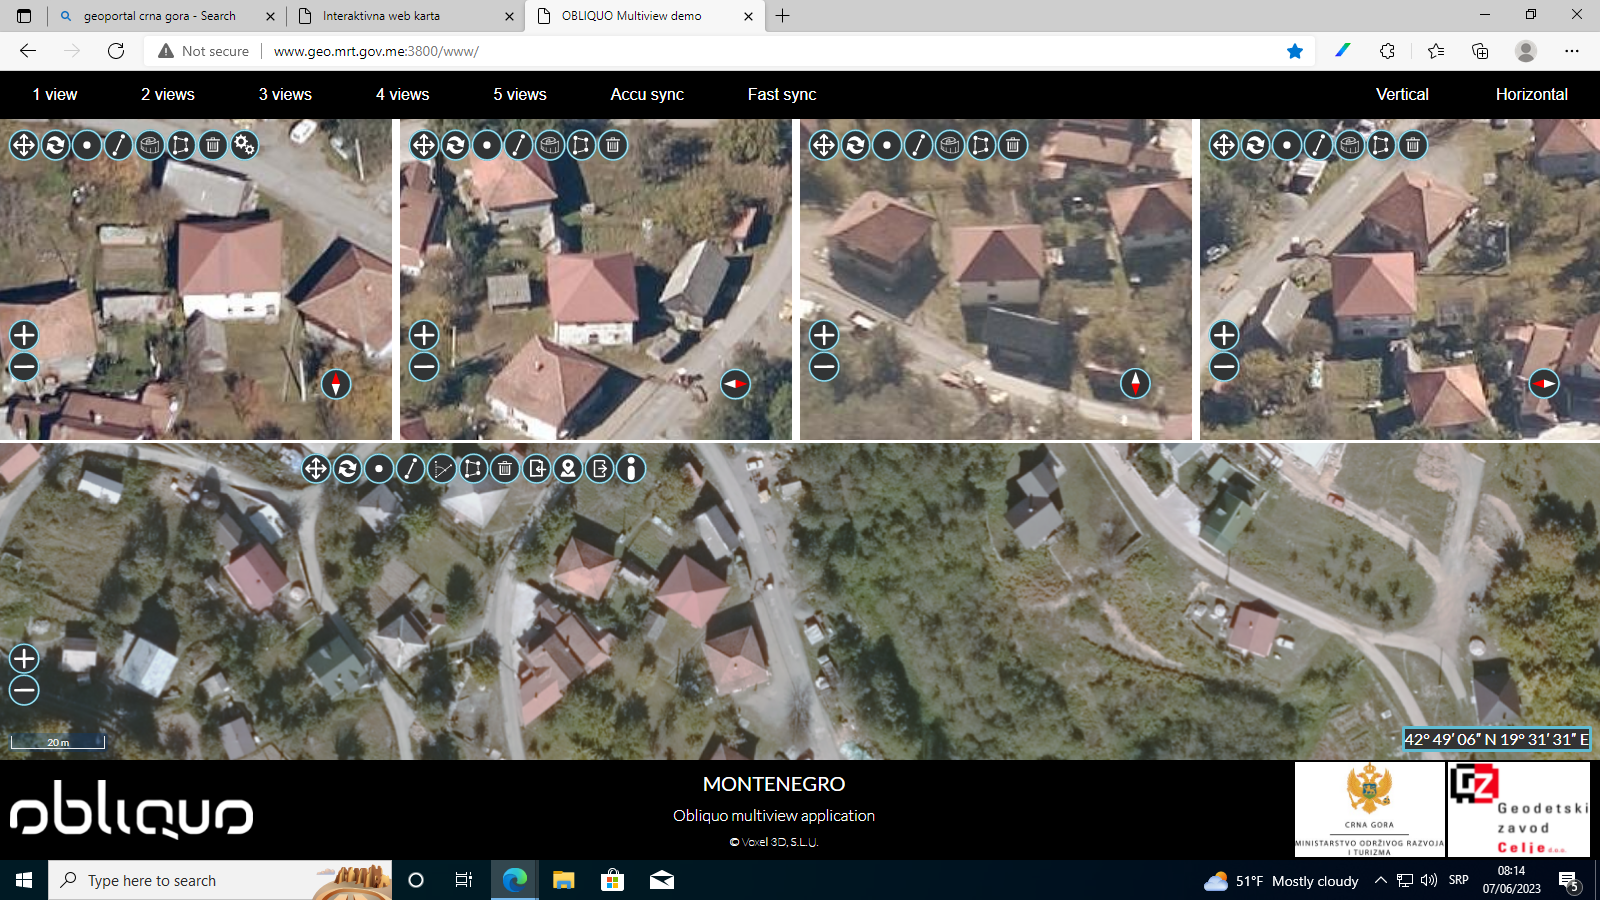 geoportal crna gora - Search
Interaktivna web karta
OBLIQUO Multiview demo
Not secure
www.geo.mrt.gov.me:3800/www/
1 view
2 views
3 views
4 views
5 views
Accu sync
Fast sync
Vertical
Horizontal
20 m
42° 49′ 06″ N 19° 31′ 31″ E
obliquo
MONTENEGRO
Obliquo multiview application
© Voxel 3D, S.L.U.
CRNA GORA
MINISTARSTVO ODRŽIVOG RAZVOJA
I TURIZMA
GZ
Geodetski
zavod
Celje d.o.o.
Type here to search
51°F Mostly cloudy
SRP
08:14
07/06/2023
5